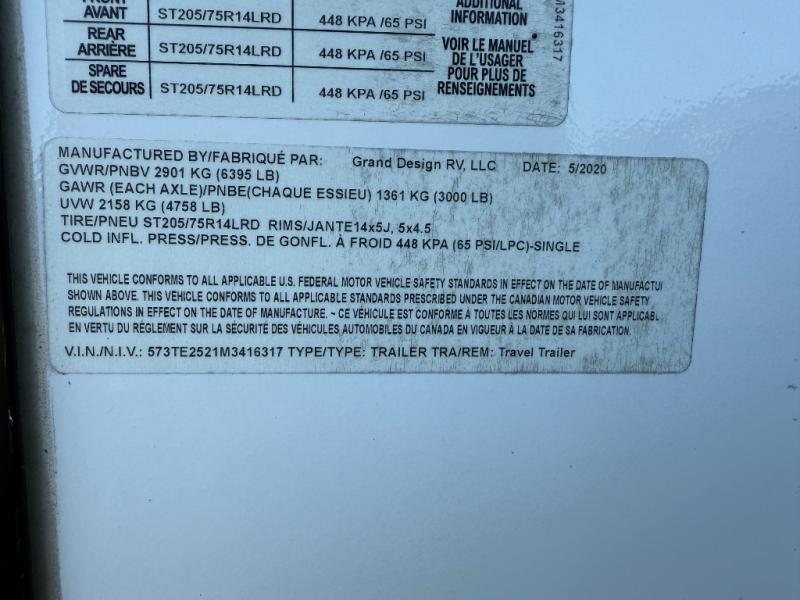 FRONT ADDITIONAL
AVANT ST205/75R14LRD 448 KPA /65 PSI INFORMATION
REAR VOIR LE MANUEL
ARRIÈRE ST205/75R14LRD 448 KPA /65 PSI DE L'USAGER
SPARE POUR PLUS DE
DE SECOURS ST205/75R14LRD 448 KPA /65 PSI RENSEIGNEMENTS
M3416317
MANUFACTURED BY/FABRIQUÉ PAR: Grand Design RV, LLC DATE: 5/2020
GVWR/PNBV 2901 KG (6395 LB)
GAWR (EACH AXLE)/PNBE(CHAQUE ESSIEU) 1361 KG (3000 LB)
UVW 2158 KG (4758 LB)
TIRE/PNEU ST205/75R14LRD RIMS/JANTE14x5J, 5x4.5
COLD INFL. PRESS/PRESS. DE GONFL. À FROID 448 KPA (65 PSI/LPC)-SINGLE
THIS VEHICLE CONFORMS TO ALL APPLICABLE U.S. FEDERAL MOTOR VEHICLE SAFETY STANDARDS IN EFFECT ON THE DATE OF MANUFACTU
SHOWN ABOVE. THIS VEHICLE CONFORMS TO ALL APPLICABLE STANDARDS PRESCRIBED UNDER THE CANADIAN MOTOR VEHICLE SAFETY
REGULATIONS IN EFFECT ON THE DATE OF MANUFACTURE. ~ CE VÉHICULE EST CONFORME À TOUTES LES NORMES QUI LUI SONT APPLICABL
EN VERTU DU RÉGLEMENT SUR LA SÉCURITÉ DES VÉHICULES AUTOMOBILES DU CANADA EN VIGUEUR À LA DATE DE SA FABRICATION.
V.I.N./N.I.V.: 573TE2521M3416317 TYPE/TYPE: TRAILER TRA/REM: Travel Trailer